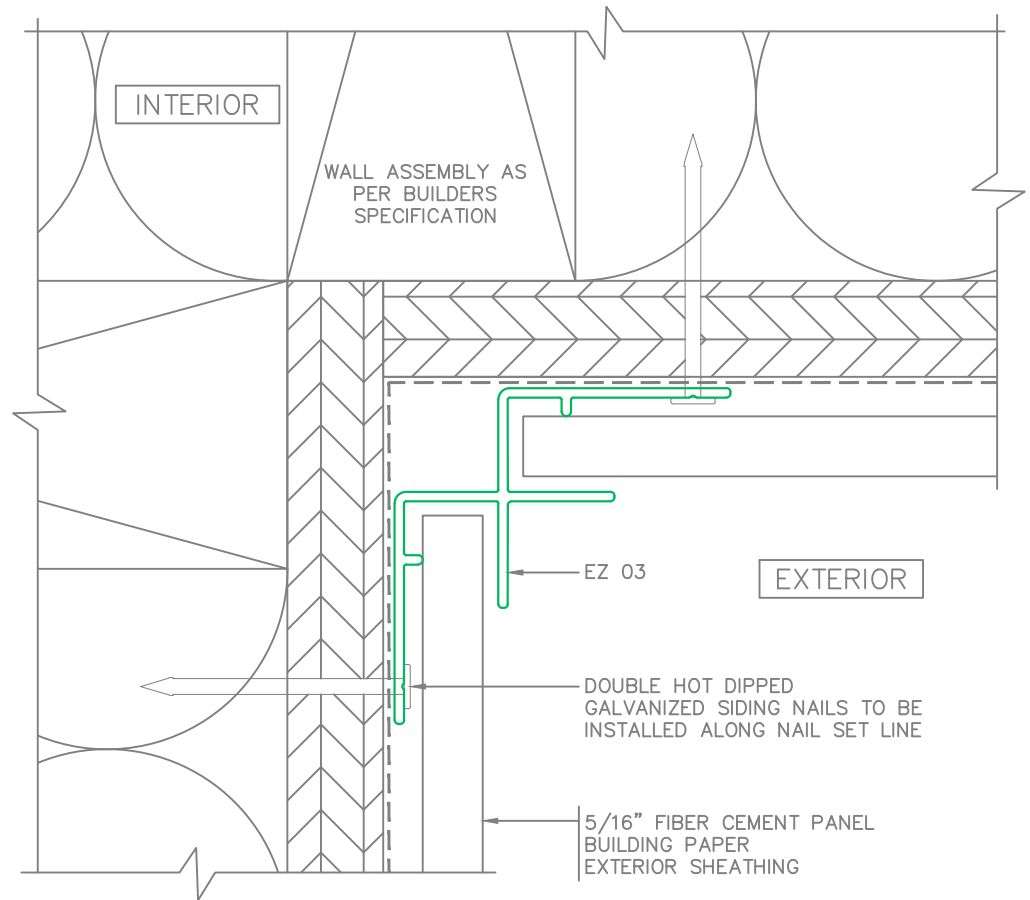 INTERIOR
WALL ASSEMBLY AS
PER BUILDERS
SPECIFICATION
EZ 03
EXTERIOR
DOUBLE HOT DIPPED
GALVANIZED SIDING NAILS TO BE
INSTALLED ALONG NAIL SET LINE
5/16” FIBER CEMENT PANEL
BUILDING PAPER
EXTERIOR SHEATHING